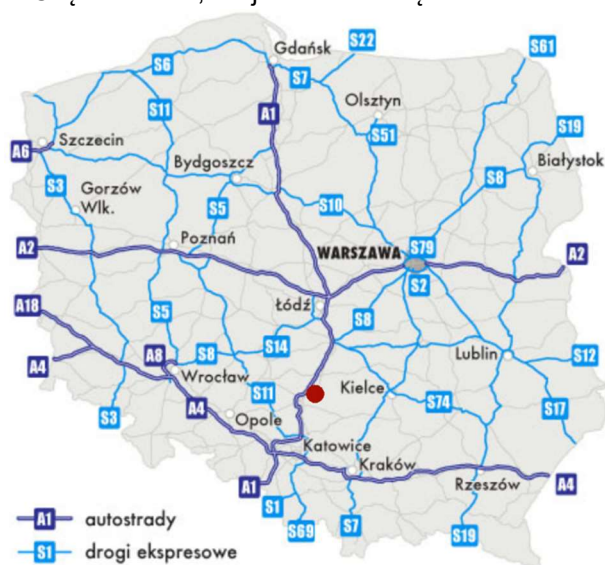 Gdańsk
S22
S61
S6
S7
S11
A1
Olsztyn
S51
S19
Szczecin
A6
Białystok
Bydgoszcz
S8
S3
Gorzów
Wlk.
S5
S10
Poznań
WARSZAWA
S79
A2
A2
S2
A18
Łódź
S5
S8
A8
S8
S14
Lublin
S12
A4
Wrocław
S11
Kielce
S74
S17
S3
A4
Opole
Katowice
Kraków
Rzeszów
A4
A1
S1
S69
S7
S19
A1 autostrady
S1 drogi ekspresowe